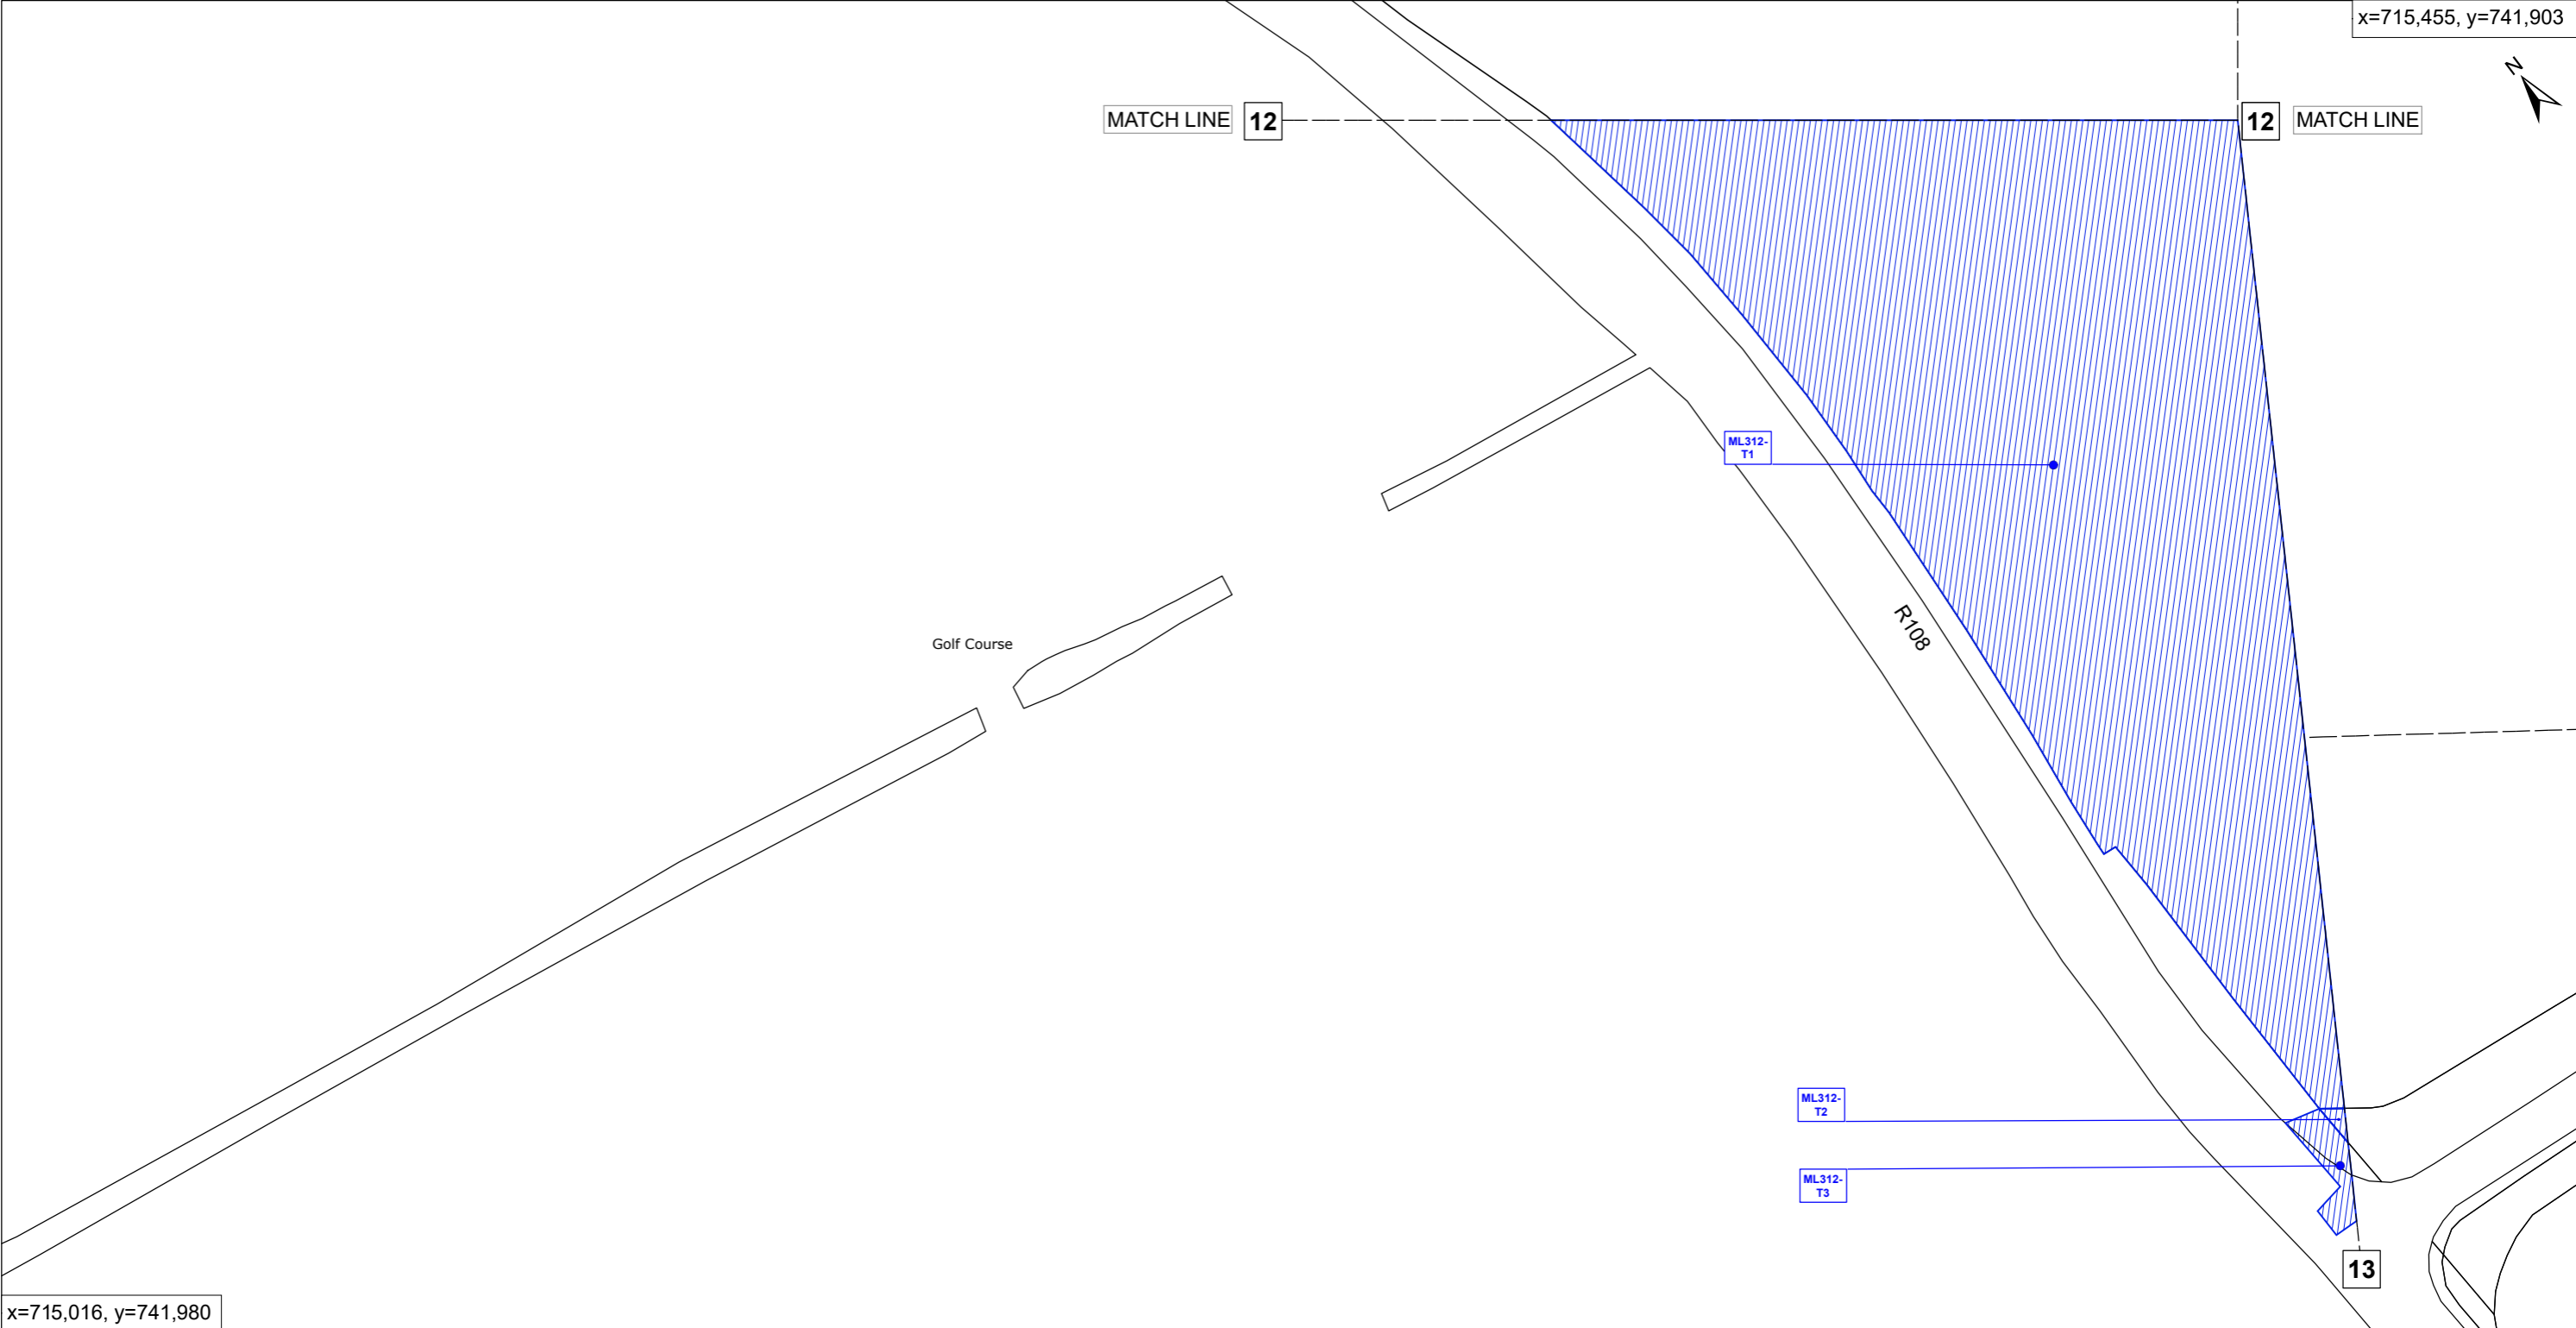 x=715,455, y=741,903
N
MATCH LINE 12
12 MATCH LINE
ML312-
T1
R108
Golf Course
ML312-
T2
ML312-
T3
13
x=715,016, y=741,980